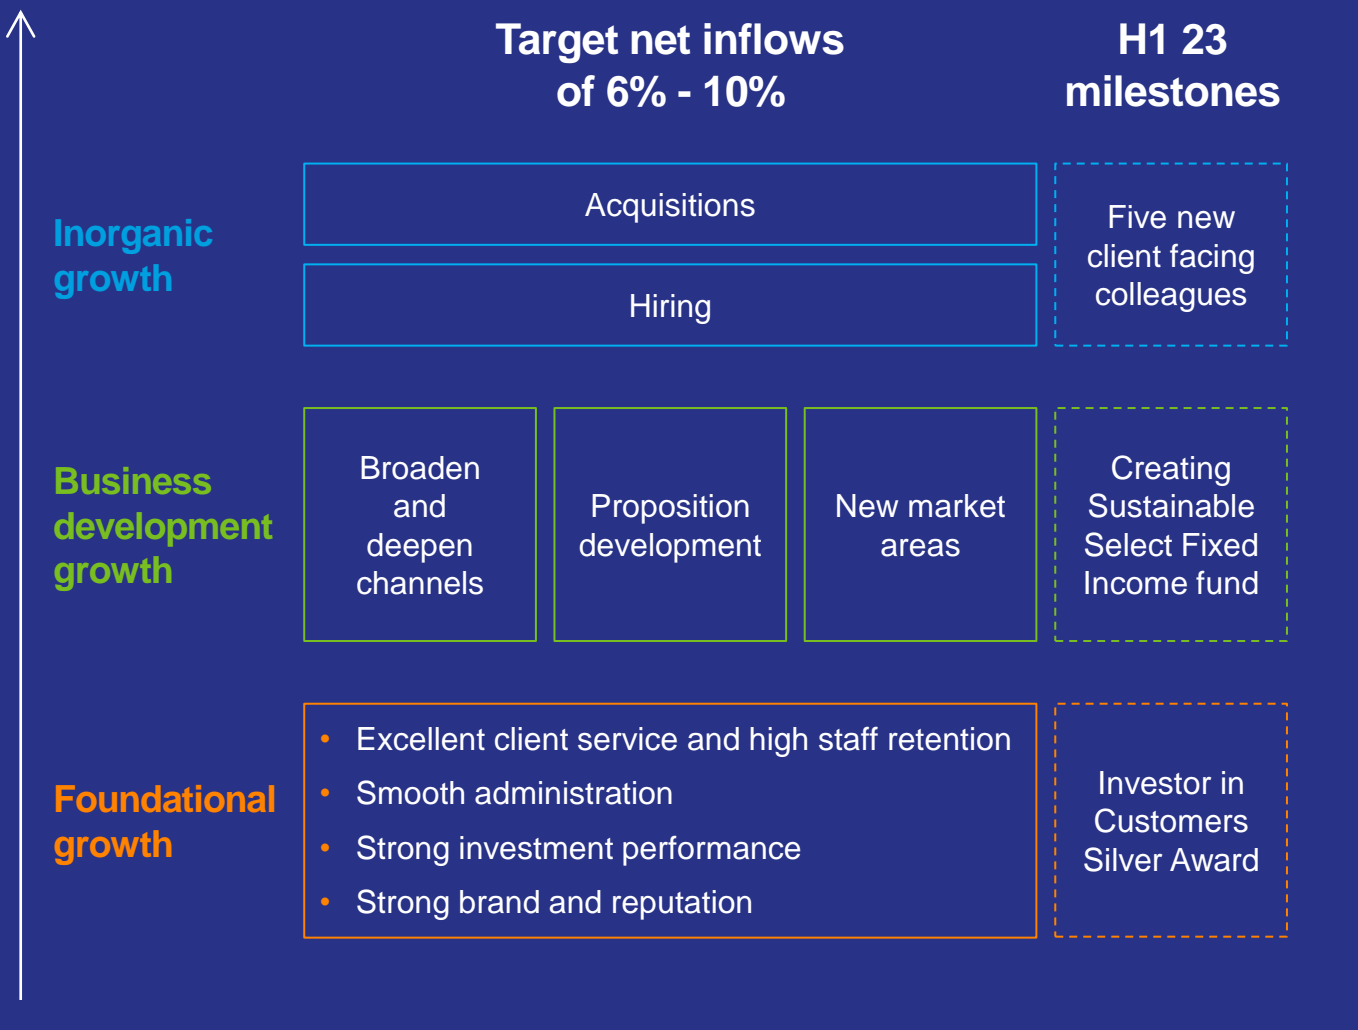 Target net inflows
of 6% - 10%
H1 23
milestones
Inorganic
growth
Acquisitions
Hiring
Five new
client facing
colleagues
Business
development
growth
Broaden
and
deepen
channels
Proposition
development
New market
areas
Creating
Sustainable
Select Fixed
Income fund
Foundational
growth
• Excellent client service and high staff retention
• Smooth administration
• Strong investment performance
• Strong brand and reputation
Investor in
Customers
Silver Award